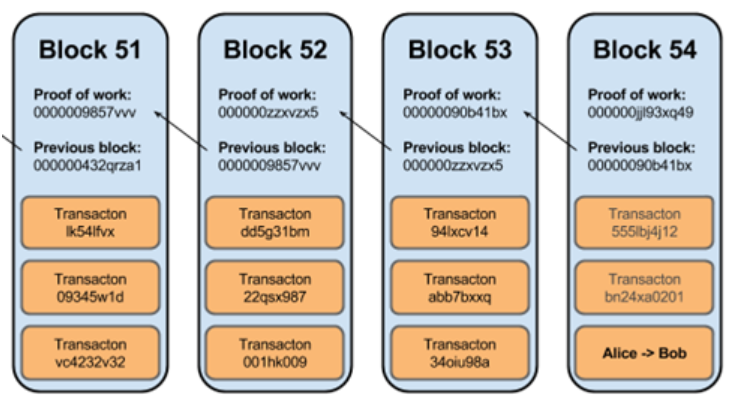 Block 51
Proof of work:
0000009857vvv
Previous block:
000000432qrza1
Transacton
lk54lfvx
Transacton
09345w1d
Transacton
vc4232v32
Block 52
Proof of work:
000000zzxvzx5
Previous block:
0000009857vvv
Transacton
dd5g31bm
Transacton
22qsx987
Transacton
001hk009
Block 53
Proof of work:
00000090b41bx
Previous block:
000000zzxvzx5
Transacton
94lxcv14
Transacton
abb7bxxq
Transacton
34oiu98a
Block 54
Proof of work:
000000jjl93xq49
Previous block:
00000090b41bx
Transacton
555lbj4j12
Transacton
bn24xa0201
Alice -> Bob